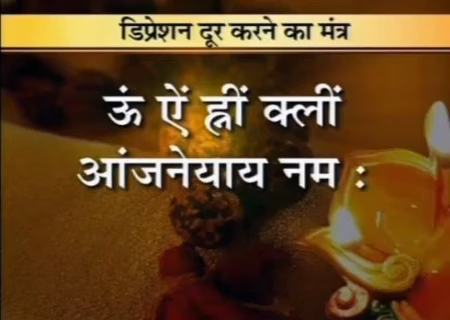 डिप्रेशन दूर करने का मंत्र
ऊं ऐं ह्नीं क्लीं
आंजनेयाय नम :